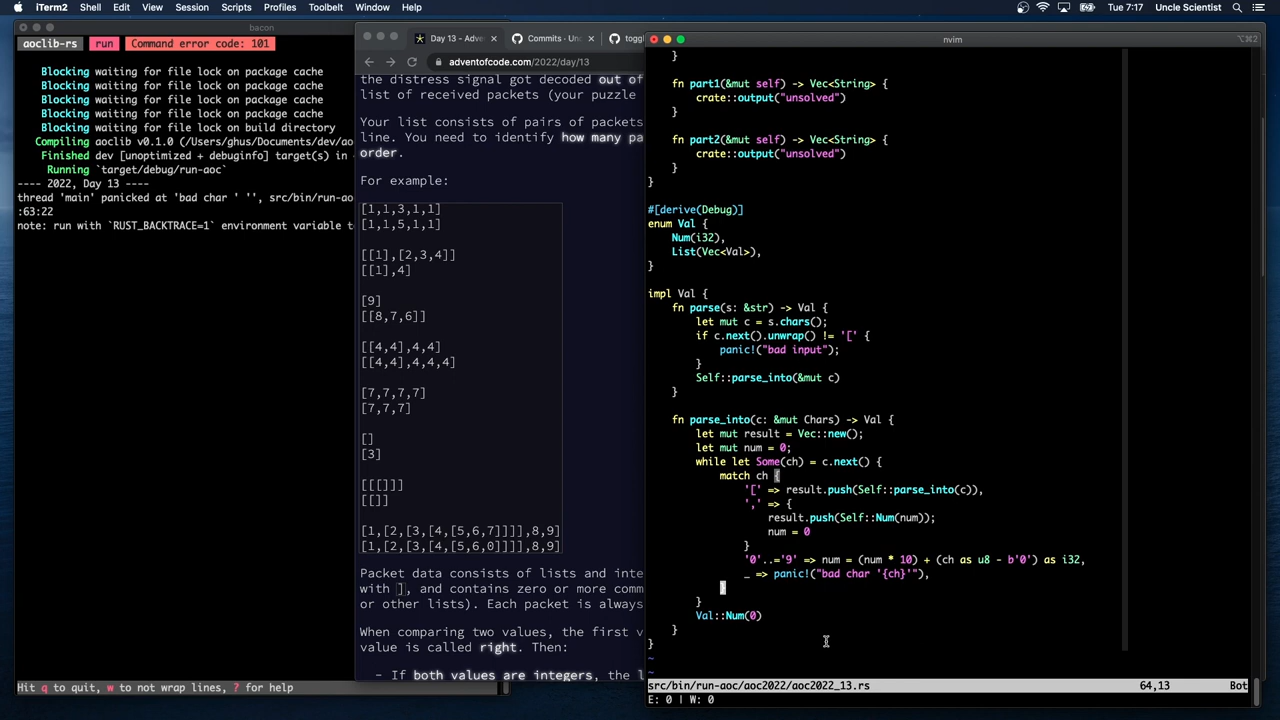 iTerm2 Shell Edit View Session Scripts Profiles Toolbelt Window Help
Tue 7:17 Uncle Scientist
bacon
aoclib-rs run Command error code: 101
Blocking waiting for file lock on package cache
Blocking waiting for file lock on package cache
Blocking waiting for file lock on package cache
Blocking waiting for file lock on package cache
Blocking waiting for file lock on build directory
Compiling aoclib v0.1.0 (/Users/ghus/Documents/dev/ao
Finished dev [unoptimized + debuginfo] target(s) in
Running `target/debug/run-aoc`
---- 2022, Day 13 ----
thread 'main' panicked at 'bad char ' '', src/bin/run-ao
:63:22
note: run with `RUST_BACKTRACE=1` environment variable t
Hit q to quit, w to not wrap lines, ? for help
Day 13 - Adve
Commits · Unc
toggl
adventofcode.com/2022/day/13
the distress signal got decoded out of
list of received packets (your puzzle
Your list consists of pairs of packets
line. You need to identify how many pa
order.
For example:
[1,1,3,1,1]
[1,1,5,1,1]
[[1],[2,3,4]]
[[1],4]
[9]
[[8,7,6]]
[[4,4],4,4]
[[4,4],4,4,4]
[7,7,7,7]
[7,7,7]
[]
[3]
[[[]]]
[[]]
[1,[2,[3,[4,[5,6,7]]]],8,9]
[1,[2,[3,[4,[5,6,0]]]],8,9]
Packet data consists of lists and inte
with ], and contains zero or more comm
or other lists). Each packet is always
When comparing two values, the first v
value is called right. Then:
- If both values are integers, the l
nvim
⌥⌘2
}
fn part1(&mut self) -> Vec<String> {
crate::output("unsolved")
}
fn part2(&mut self) -> Vec<String> {
crate::output("unsolved")
}
}
#[derive(Debug)]
enum Val {
Num(i32),
List(Vec<Val>),
}
impl Val {
fn parse(s: &str) -> Val {
let mut c = s.chars();
if c.next().unwrap() != '[' {
panic!("bad input");
}
Self::parse_into(&mut c)
}
fn parse_into(c: &mut Chars) -> Val {
let mut result = Vec::new();
let mut num = 0;
while let Some(ch) = c.next() {
match ch {
'[' => result.push(Self::parse_into(c)),
',' => {
result.push(Self::Num(num));
num = 0
}
'0'..='9' => num = (num * 10) + (ch as u8 - b'0') as i32,
_ => panic!("bad char '{ch}'"),
}
}
Val::Num(0)
}
}
~
~
src/bin/run-aoc/aoc2022/aoc2022_13.rs 64,13 Bot
E: 0 | W: 0